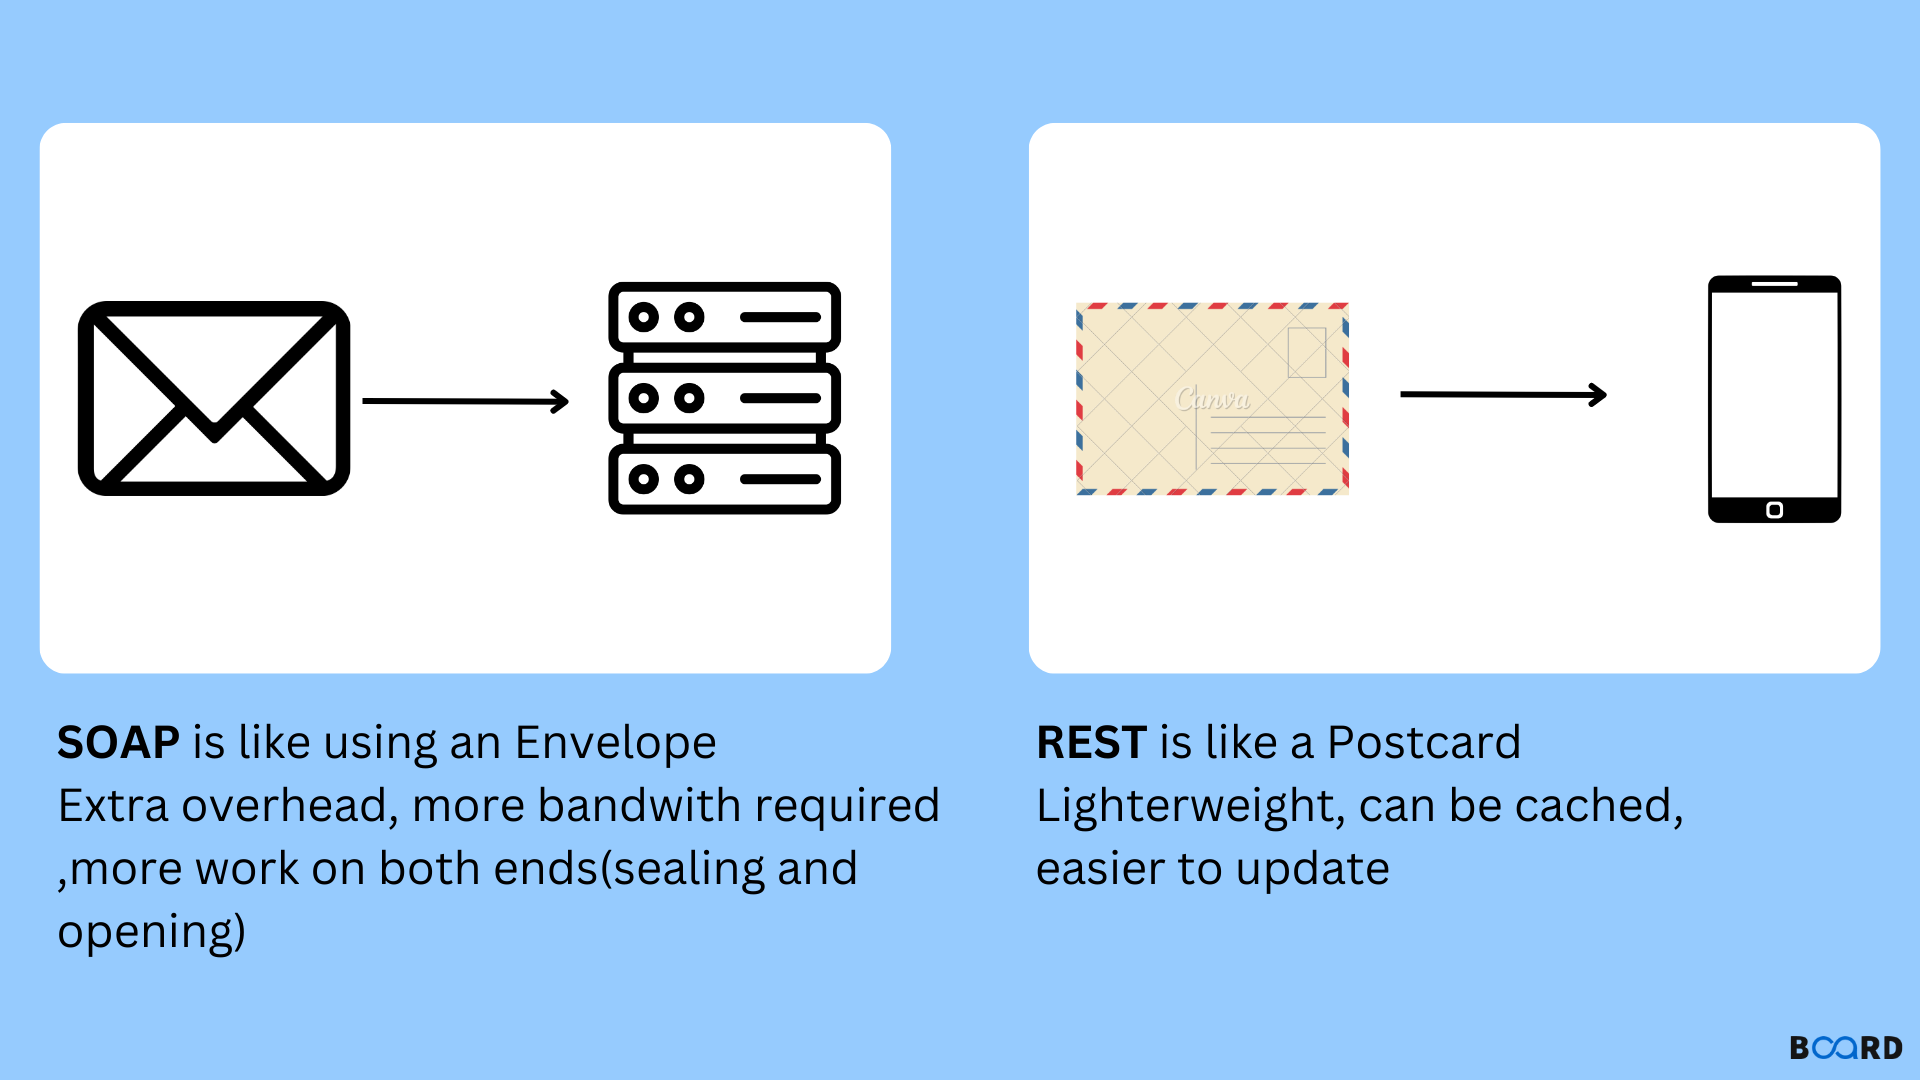 Canva
SOAP is like using an Envelope
Extra overhead, more bandwith required
,more work on both ends(sealing and
opening)
REST is like a Postcard
Lighterweight, can be cached,
easier to update
BOARD